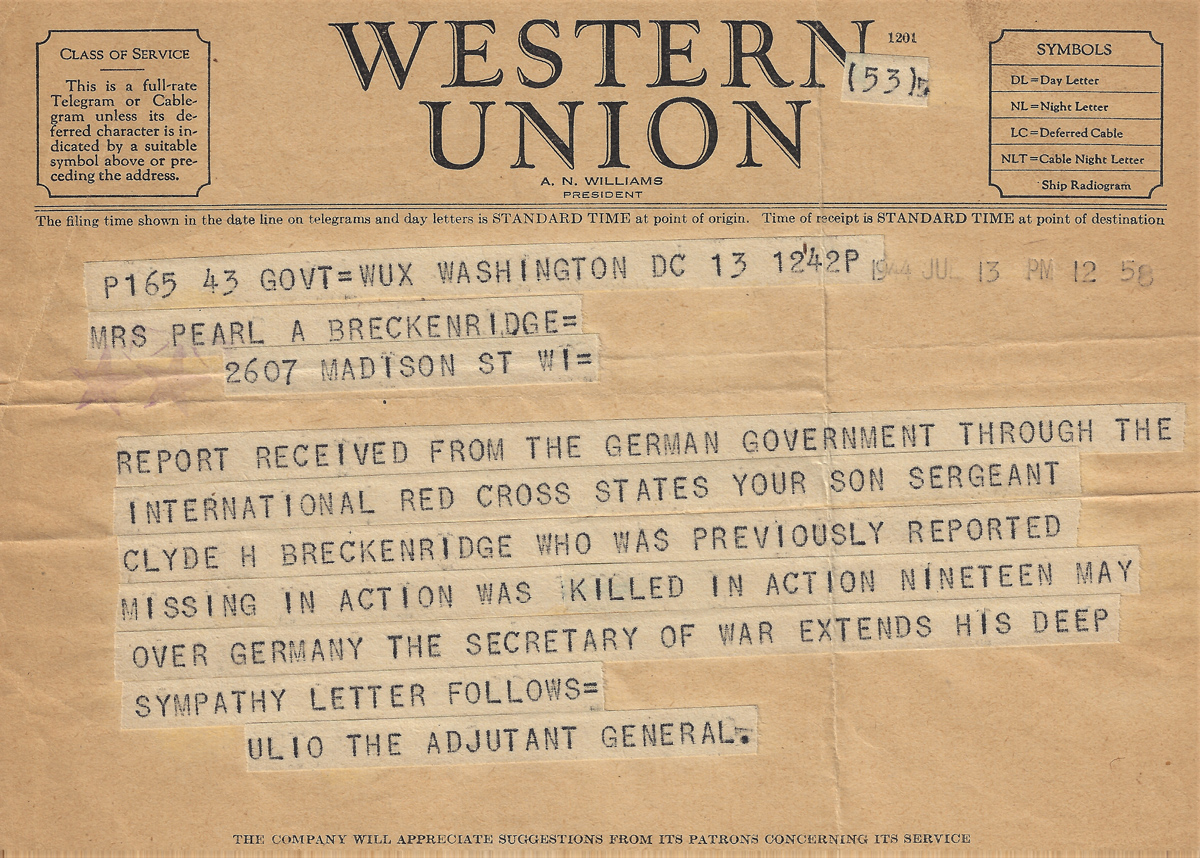 CLASS OF SERVICE
This is a full-rate
Telegram or Cable-
gram unless its de-
ferred character is in-
dicated by a suitable
symbol above or pre-
ceding the address.
WESTERN
UNION
1201
(53)
A. N. WILLIAMS
PRESIDENT
SYMBOLS
DL=Day Letter
NL=Night Letter
LC=Deferred Cable
NLT=Cable Night Letter
Ship Radiogram
The filing time shown in the date line on telegrams and day letters is STANDARD TIME at point of origin. Time of receipt is STANDARD TIME at point of destination
P165 43 GOVT=WUX WASHINGTON DC 13 1242P
1944 JUL 13 PM 12 58
MRS PEARL A BRECKENRIDGE=
2607 MADISON ST WI=
REPORT RECEIVED FROM THE GERMAN GOVERNMENT THROUGH THE
INTERNATIONAL RED CROSS STATES YOUR SON SERGEANT
CLYDE H BRECKENRIDGE WHO WAS PREVIOUSLY REPORTED
MISSING IN ACTION WAS KILLED IN ACTION NINETEEN MAY
OVER GERMANY THE SECRETARY OF WAR EXTENDS HIS DEEP
SYMPATHY LETTER FOLLOWS=
ULIO THE ADJUTANT GENERAL.
THE COMPANY WILL APPRECIATE SUGGESTIONS FROM ITS PATRONS CONCERNING ITS SERVICE